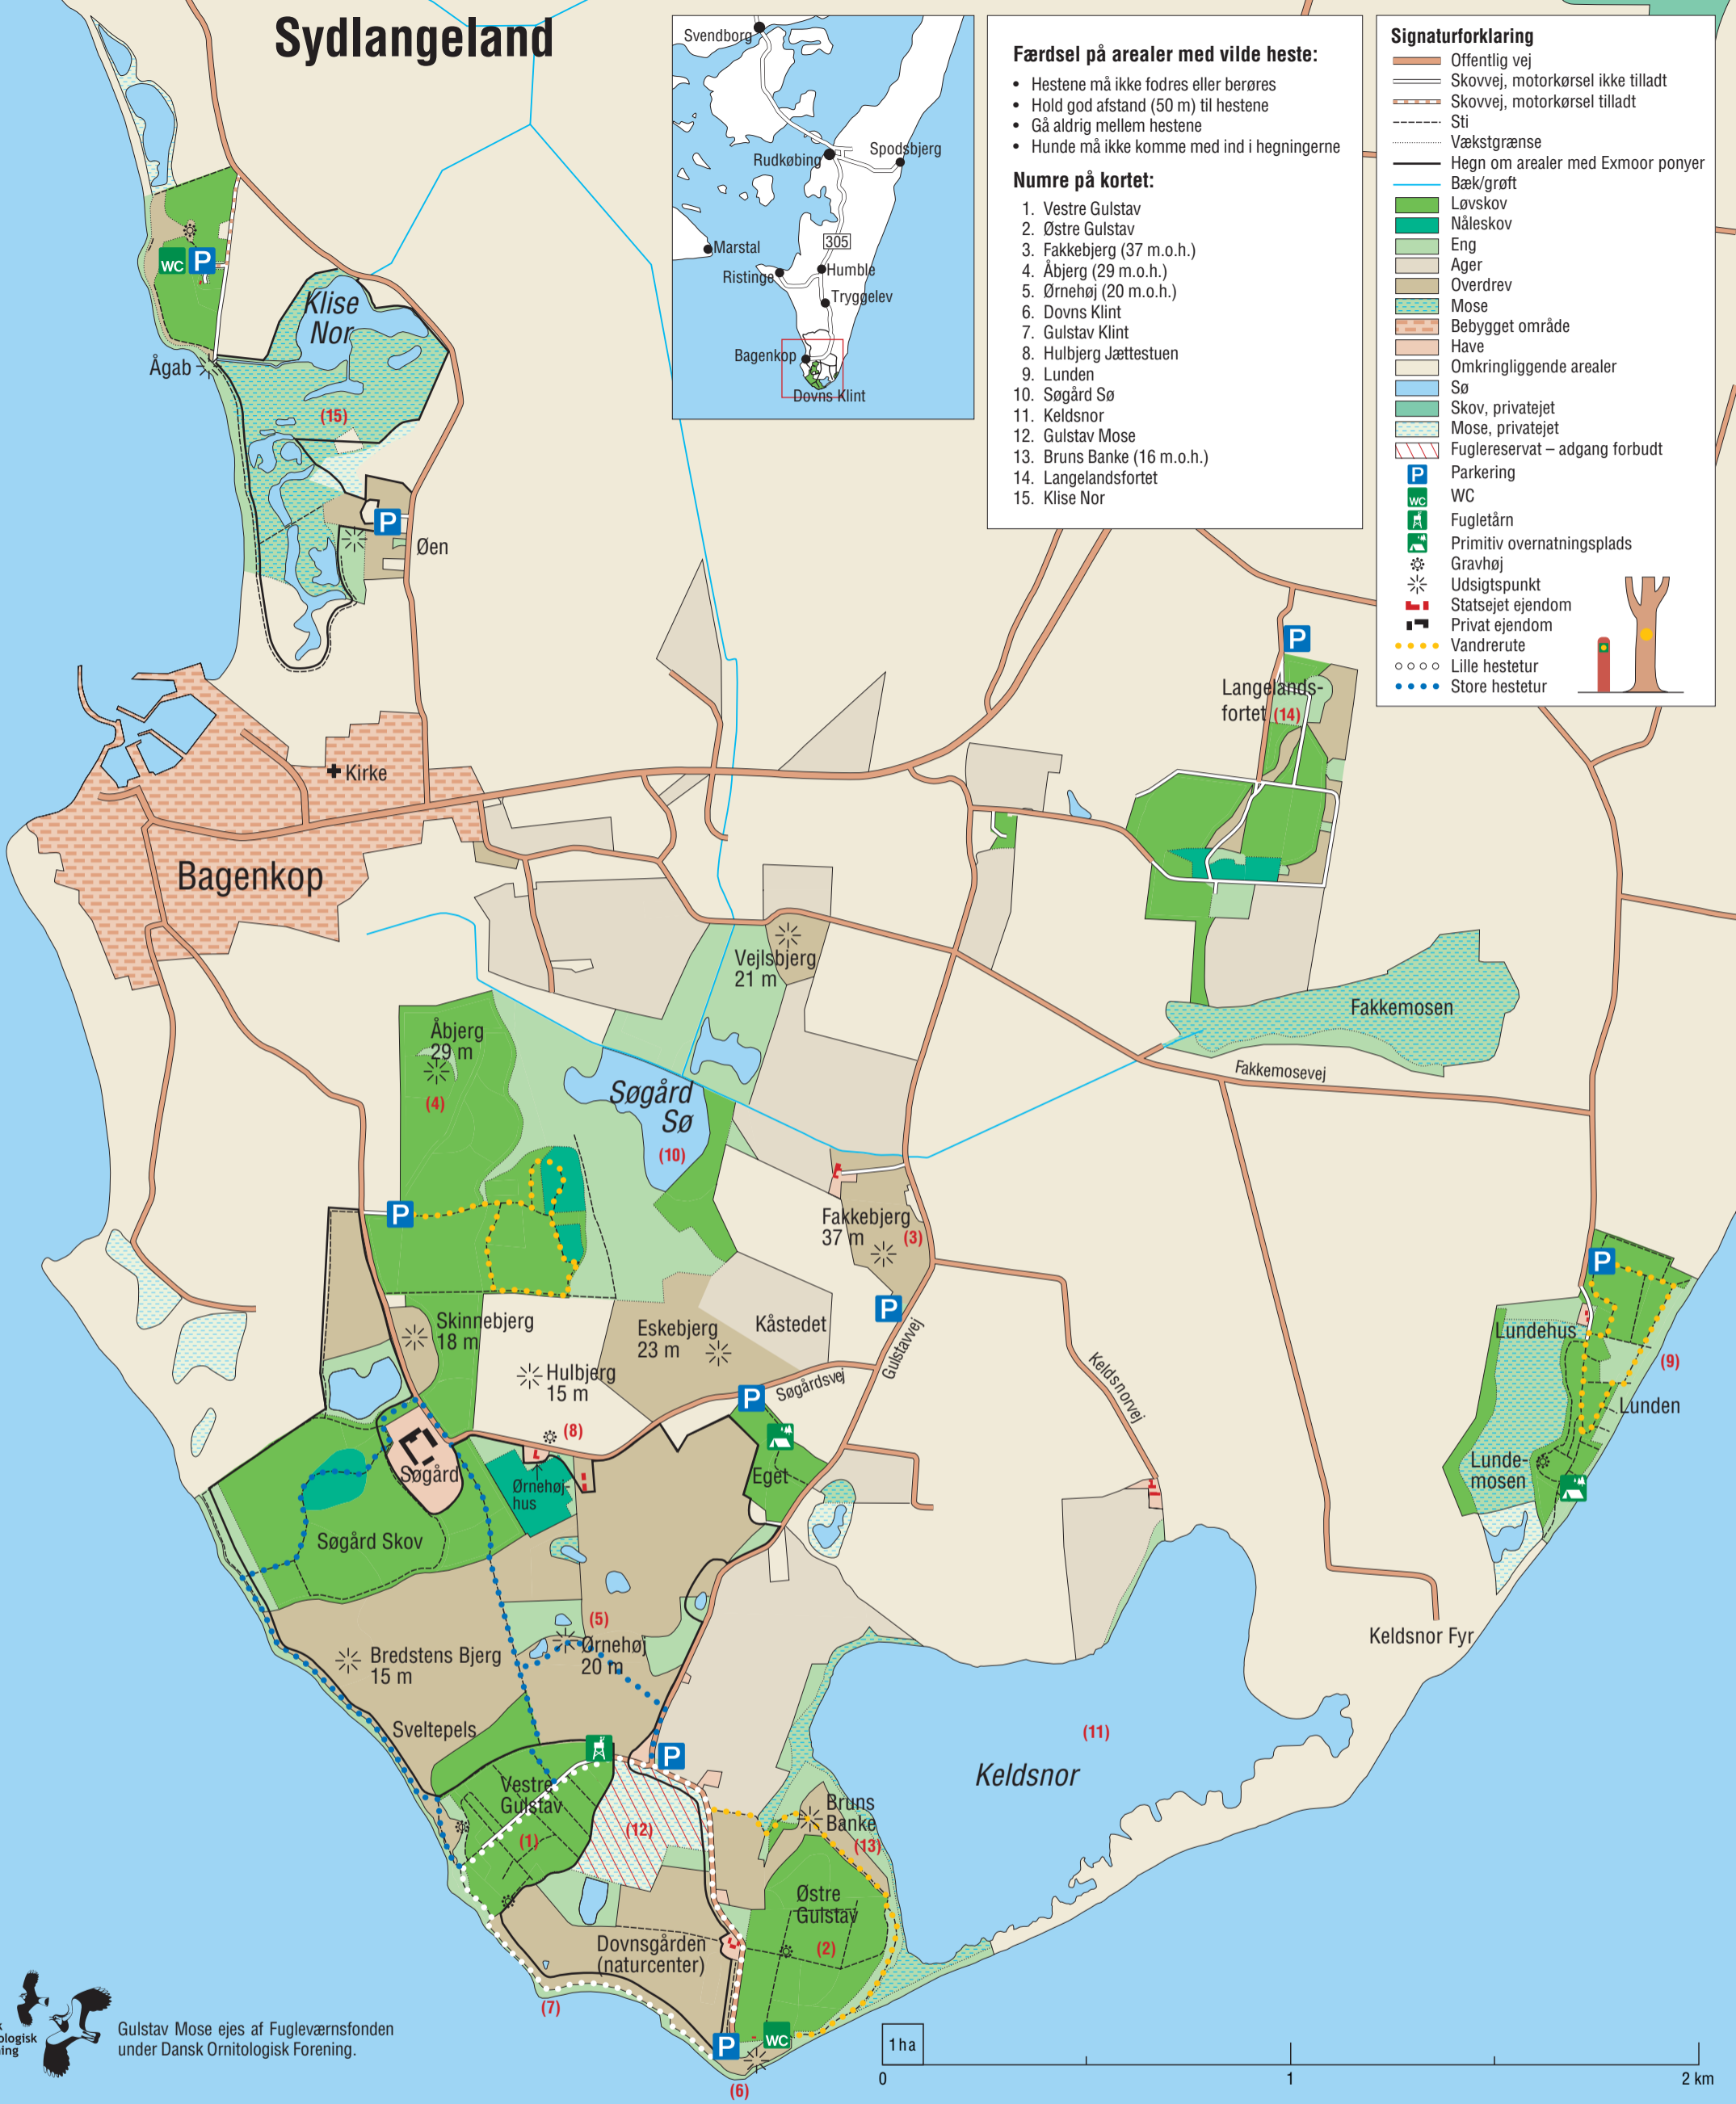 Sydlangeland
Svendborg
Rudkøbing
Spodsbjerg
Marstal
305
Ristinge
Humble
Tryggelev
Bagenkop
Dovns Klint
Færdsel på arealer med vilde heste:
• Hestene må ikke fodres eller berøres
• Hold god afstand (50 m) til hestene
• Gå aldrig mellem hestene
• Hunde må ikke komme med ind i hegningerne
Numre på kortet:
1. Vestre Gulstav
2. Østre Gulstav
3. Fakkebjerg (37 m.o.h.)
4. Åbjerg (29 m.o.h.)
5. Ørnehøj (20 m.o.h.)
6. Dovns Klint
7. Gulstav Klint
8. Hulbjerg Jættestuen
9. Lunden
10. Søgård Sø
11. Keldsnor
12. Gulstav Mose
13. Bruns Banke (16 m.o.h.)
14. Langelandsfortet
15. Klise Nor
Signaturforklaring
Offentlig vej
Skovvej, motorkørsel ikke tilladt
Skovvej, motorkørsel tilladt
Sti
Vækstgrænse
Hegn om arealer med Exmoor ponyer
Bæk/grøft
Løvskov
Nåleskov
Eng
Ager
Overdrev
Mose
Bebygget område
Have
Omkringliggende arealer
Sø
Skov, privatejet
Mose, privatejet
Fuglereservat – adgang forbudt
P Parkering
WC WC
Fugletårn
Primitiv overnatningsplads
Gravhøj
Udsigtspunkt
Statsejet ejendom
Privat ejendom
Vandrerute
Lille hestetur
Store hestetur
WC P
Klise
Nor
Ågab
(15)
P
Øen
Kirke
Bagenkop
P
Langelands-
fortet (14)
Vejlsbjerg
21 m
Fakkemosen
Fakkemosevej
Åbjerg
29 m
(4)
Søgård
Sø
(10)
P
Fakkebjerg
37 m
(3)
P
Skinnebjerg
18 m
Eskebjerg
23 m
Kåstedet
Hulbjerg
15 m
P
Søgårdsvej
Gulstavvej
Keldsnorvej
P
Lundehus
(9)
Lunden
Lunde-
mosen
(8)
Søgård
Ørnehøj-
hus
Eget
Søgård Skov
(5)
Ørnehøj
20 m
Bredstens Bjerg
15 m
Keldsnor Fyr
Sveltepels
P
(11)
Keldsnor
Vestre
Gulstav
(1)
(12)
Bruns
Banke
(13)
Østre
Gulstav
(2)
Dovnsgården
(naturcenter)
(7)
P
WC
(6)
Gulstav Mose ejes af Fugleværnsfonden
under Dansk Ornitologisk Forening.
1 ha
0
1
2 km